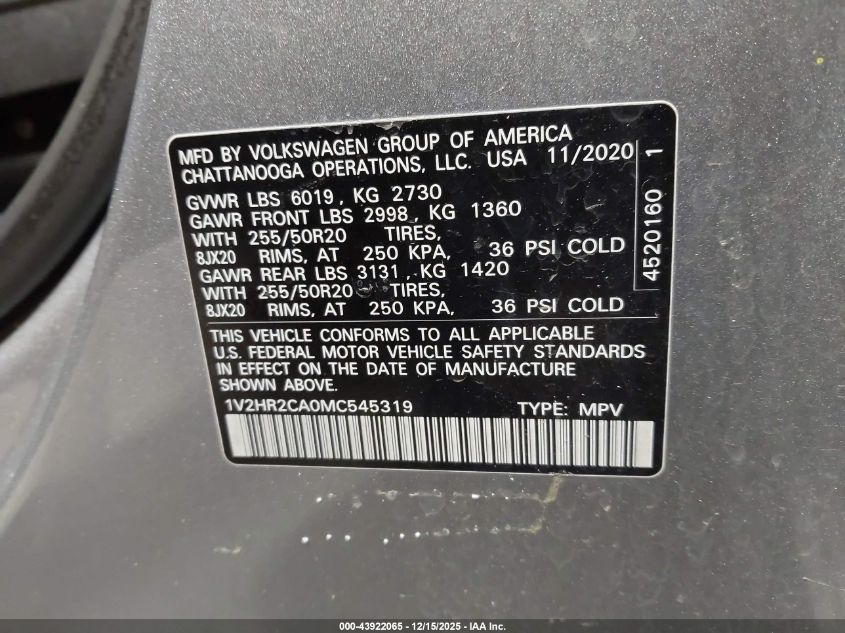 MFD BY VOLKSWAGEN GROUP OF AMERICA
CHATTANOOGA OPERATIONS, LLC. USA 11/2020
GVWR LBS 6019, KG 2730
GAWR FRONT LBS 2998, KG 1360
WITH 255/50R20 TIRES,
8JX20 RIMS, AT 250 KPA, 36 PSI COLD
GAWR REAR LBS 3131, KG 1420
WITH 255/50R20 TIRES,
8JX20 RIMS, AT 250 KPA, 36 PSI COLD
4520160 1
THIS VEHICLE CONFORMS TO ALL APPLICABLE
U.S. FEDERAL MOTOR VEHICLE SAFETY STANDARDS
IN EFFECT ON THE DATE OF MANUFACTURE
SHOWN ABOVE.
1V2HR2CA0MC545319 TYPE: MPV
000-43922065 - 12/15/2025 - IAA Inc.